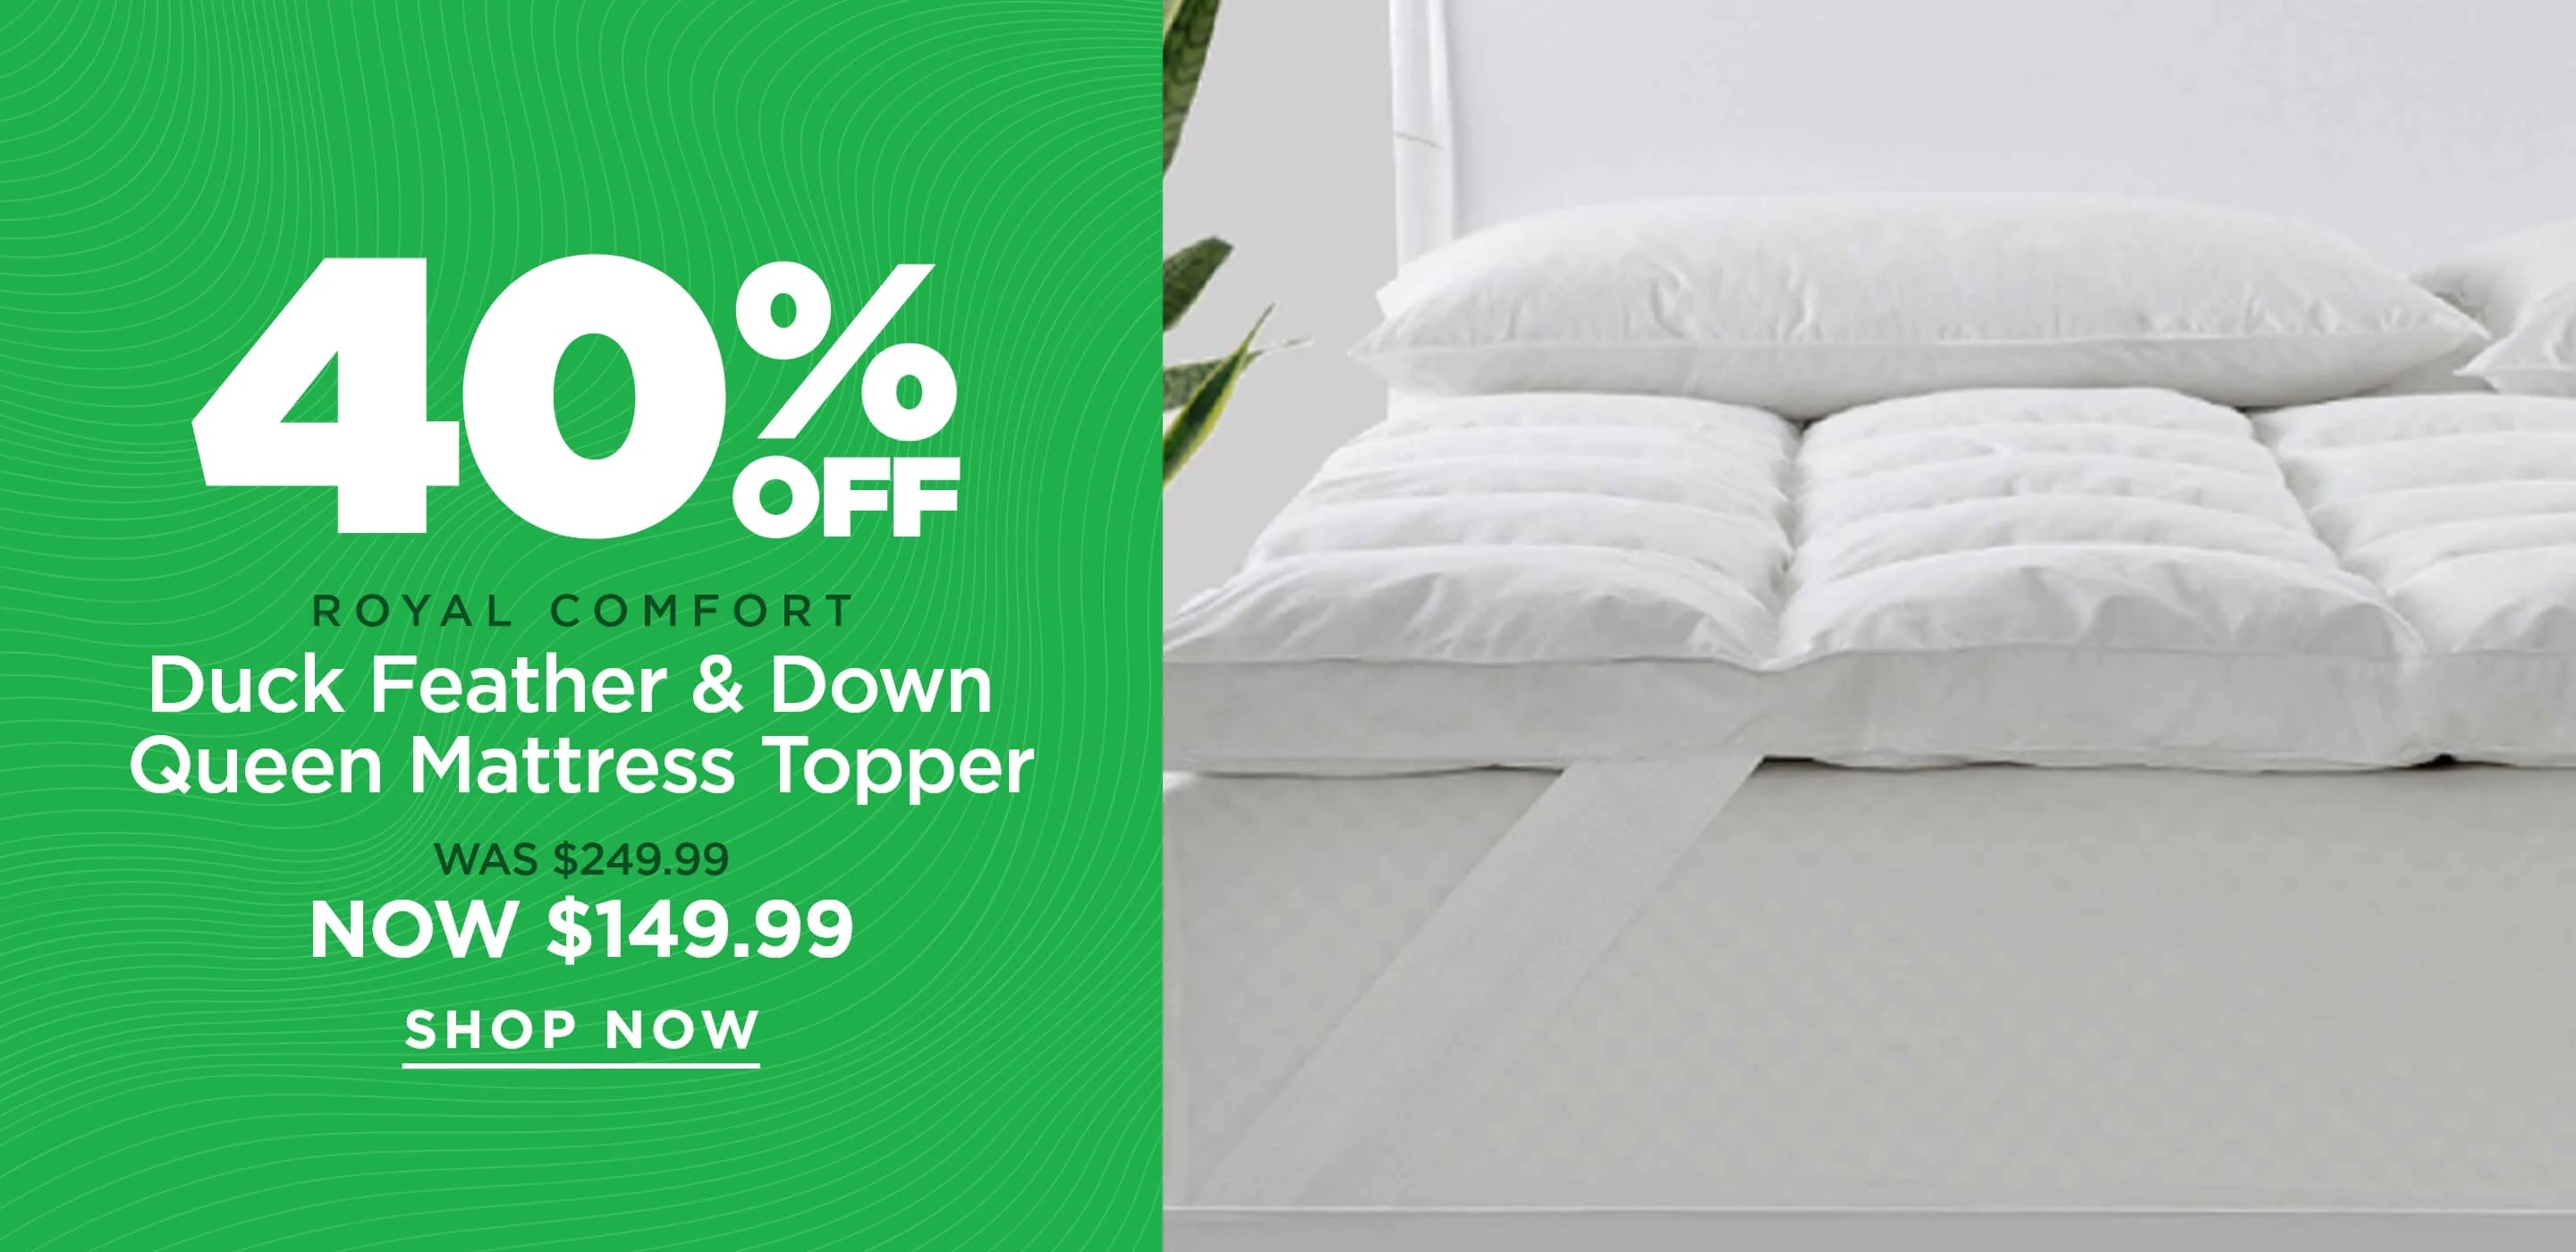 40% OFF
ROYAL COMFORT
Duck Feather & Down
Queen Mattress Topper
WAS $249.99
NOW $149.99
SHOP NOW